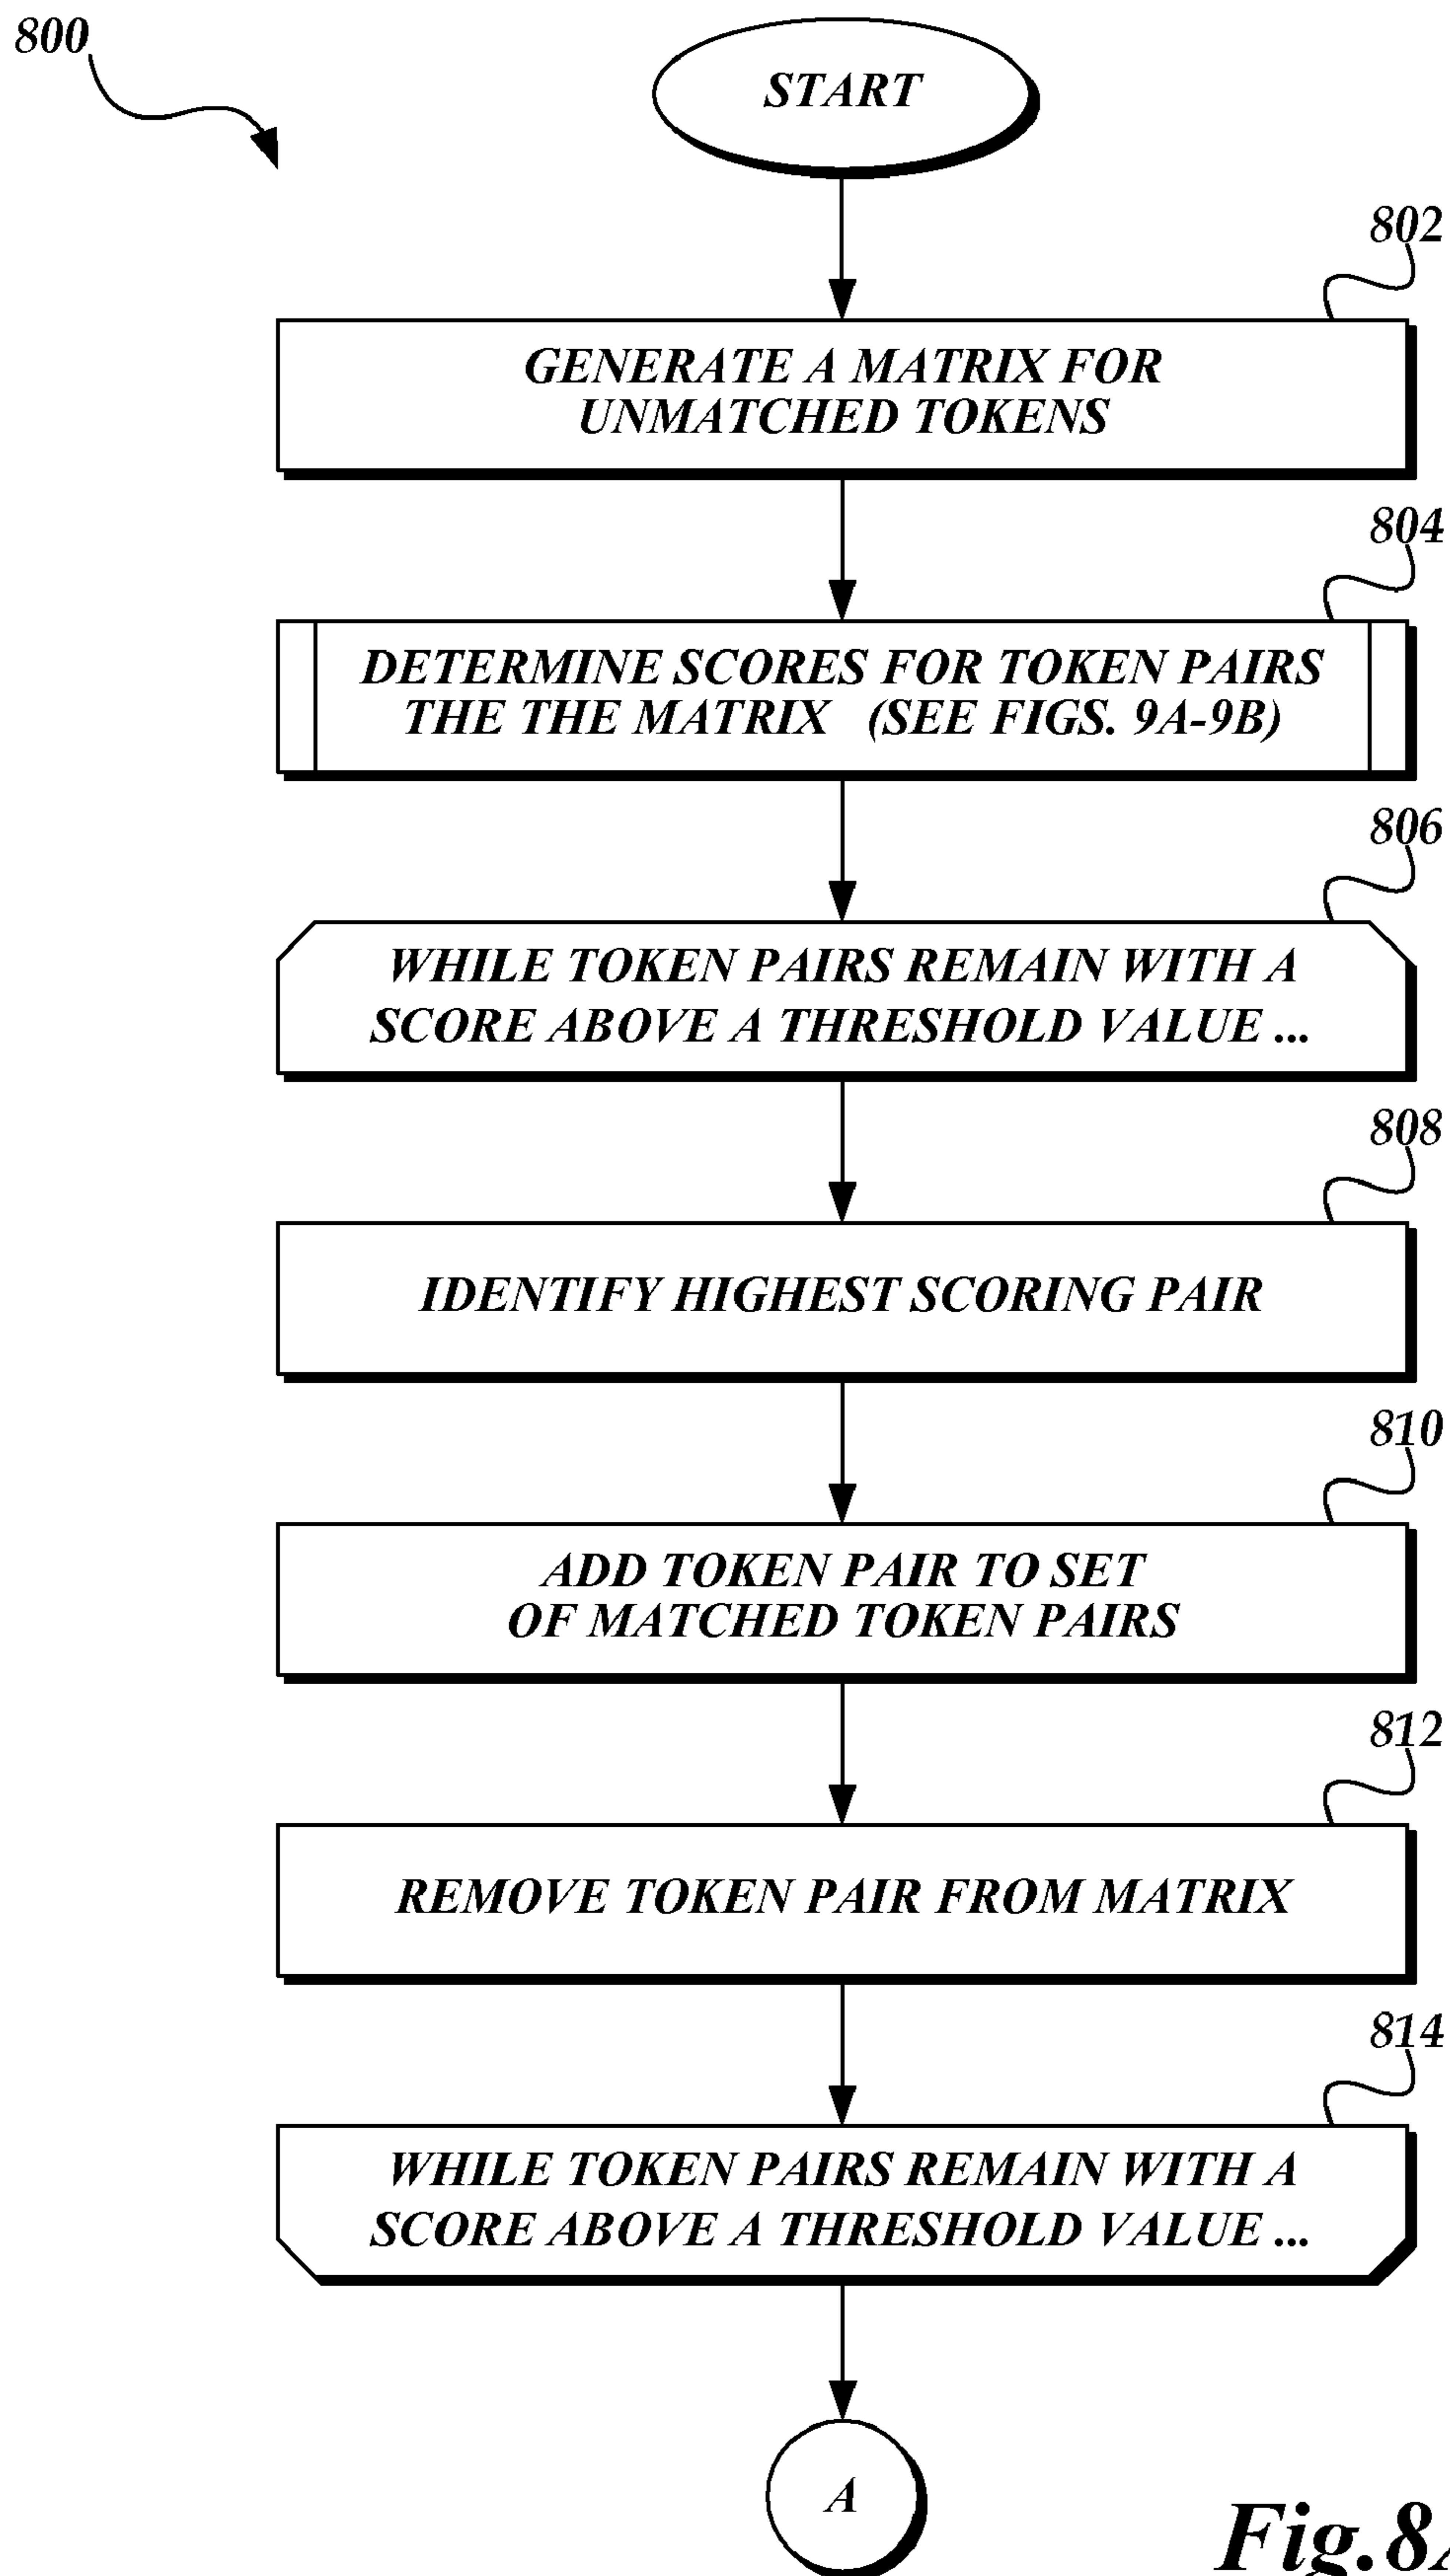 800
START
802
GENERATE A MATRIX FOR
UNMATCHED TOKENS
804
DETERMINE SCORES FOR TOKEN PAIRS
THE THE MATRIX (SEE FIGS. 9A-9B)
806
WHILE TOKEN PAIRS REMAIN WITH A
SCORE ABOVE A THRESHOLD VALUE ...
808
IDENTIFY HIGHEST SCORING PAIR
810
ADD TOKEN PAIR TO SET
OF MATCHED TOKEN PAIRS
812
REMOVE TOKEN PAIR FROM MATRIX
814
WHILE TOKEN PAIRS REMAIN WITH A
SCORE ABOVE A THRESHOLD VALUE ...
A
Fig.8A